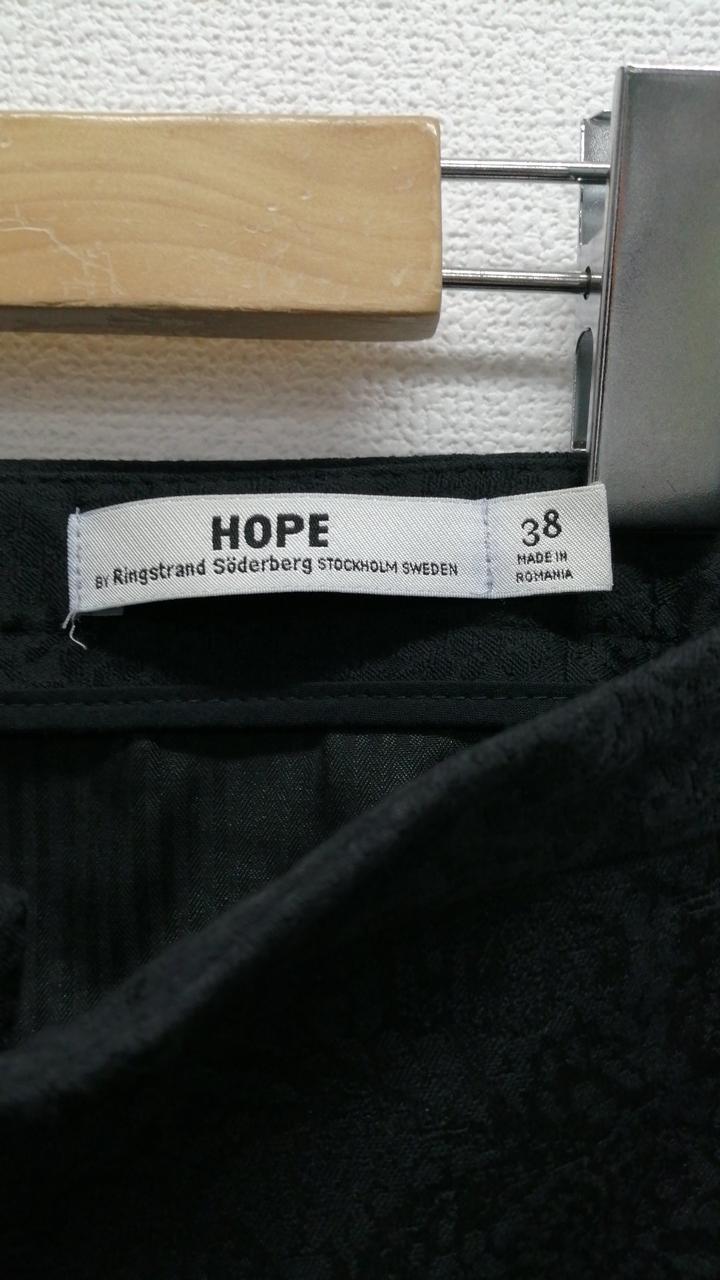 HOPE
BY Ringstrand Söderberg STOCKHOLM SWEDEN
38
MADE IN
ROMANIA